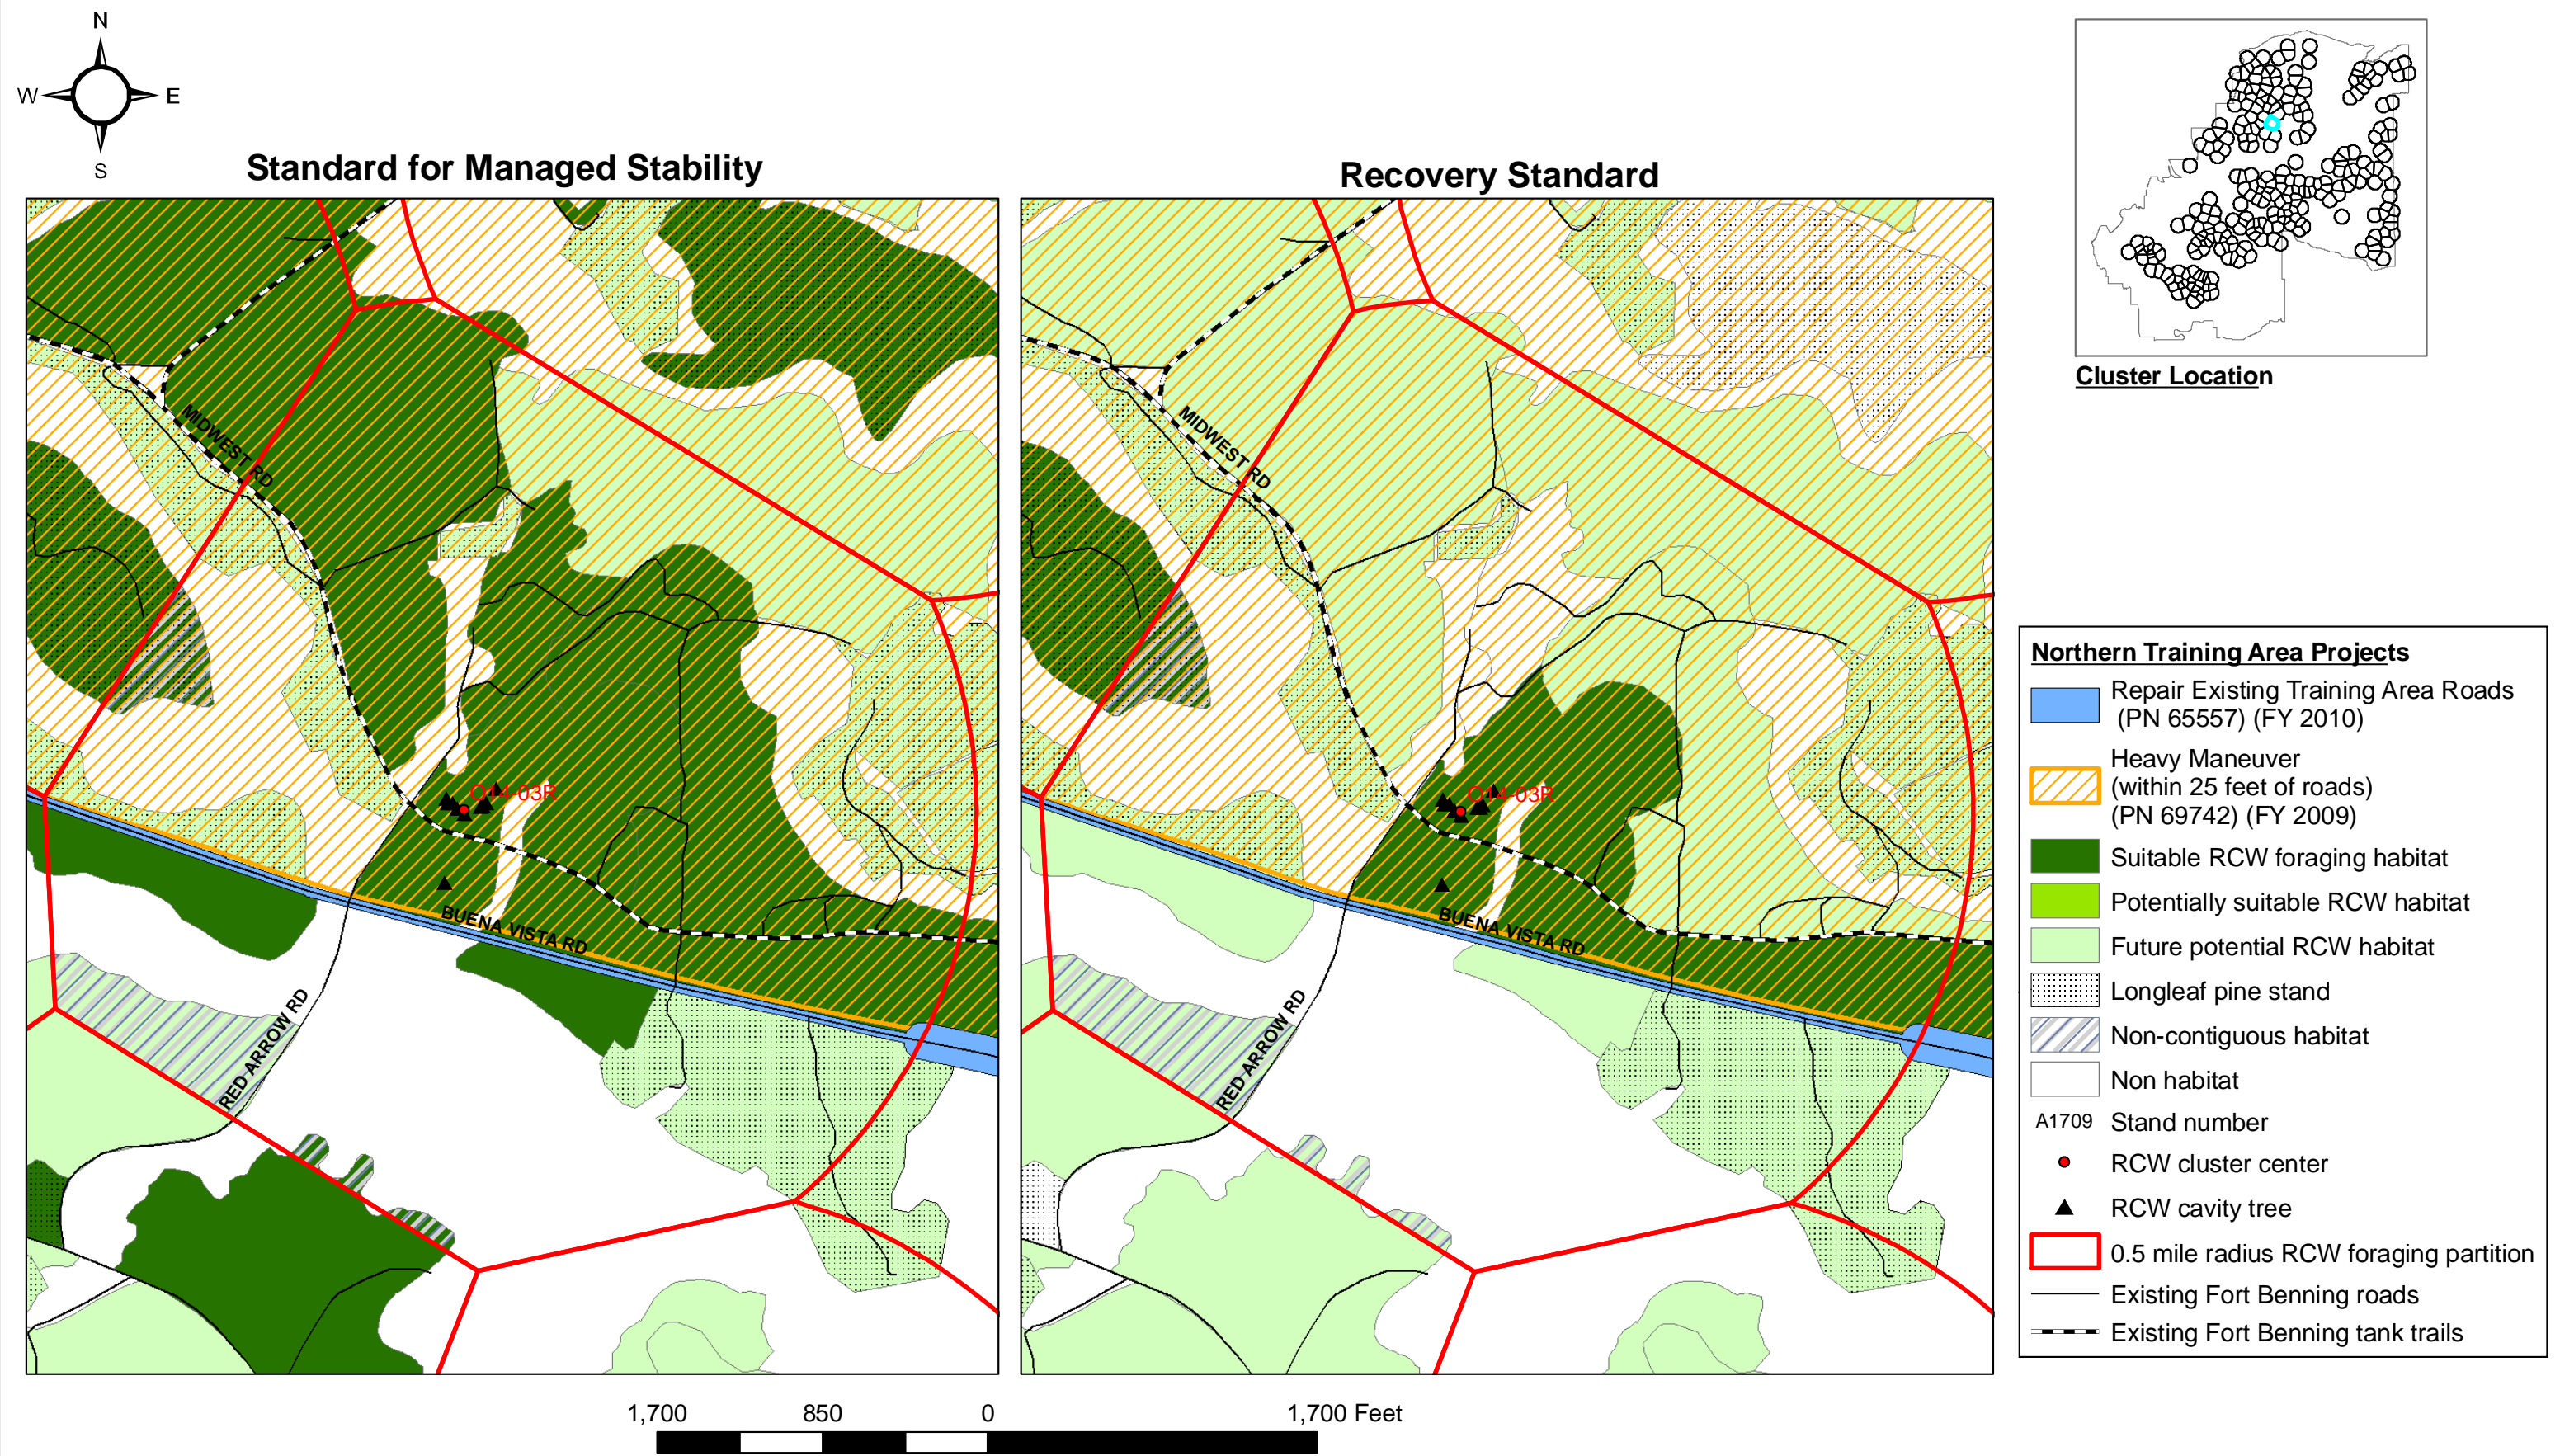 N
W
E
S
Standard for Managed Stability
Recovery Standard
Cluster Location
MIDWEST RD
O14-03R
BUENA VISTA RD
RED ARROW RD
MIDWEST RD
O14-03R
BUENA VISTA RD
RED ARROW RD
Northern Training Area Projects
Repair Existing Training Area Roads
(PN 65557) (FY 2010)
Heavy Maneuver
(within 25 feet of roads)
(PN 69742) (FY 2009)
Suitable RCW foraging habitat
Potentially suitable RCW habitat
Future potential RCW habitat
Longleaf pine stand
Non-contiguous habitat
Non habitat
A1709 Stand number
RCW cluster center
RCW cavity tree
0.5 mile radius RCW foraging partition
Existing Fort Benning roads
Existing Fort Benning tank trails
1,700 850 0 1,700 Feet